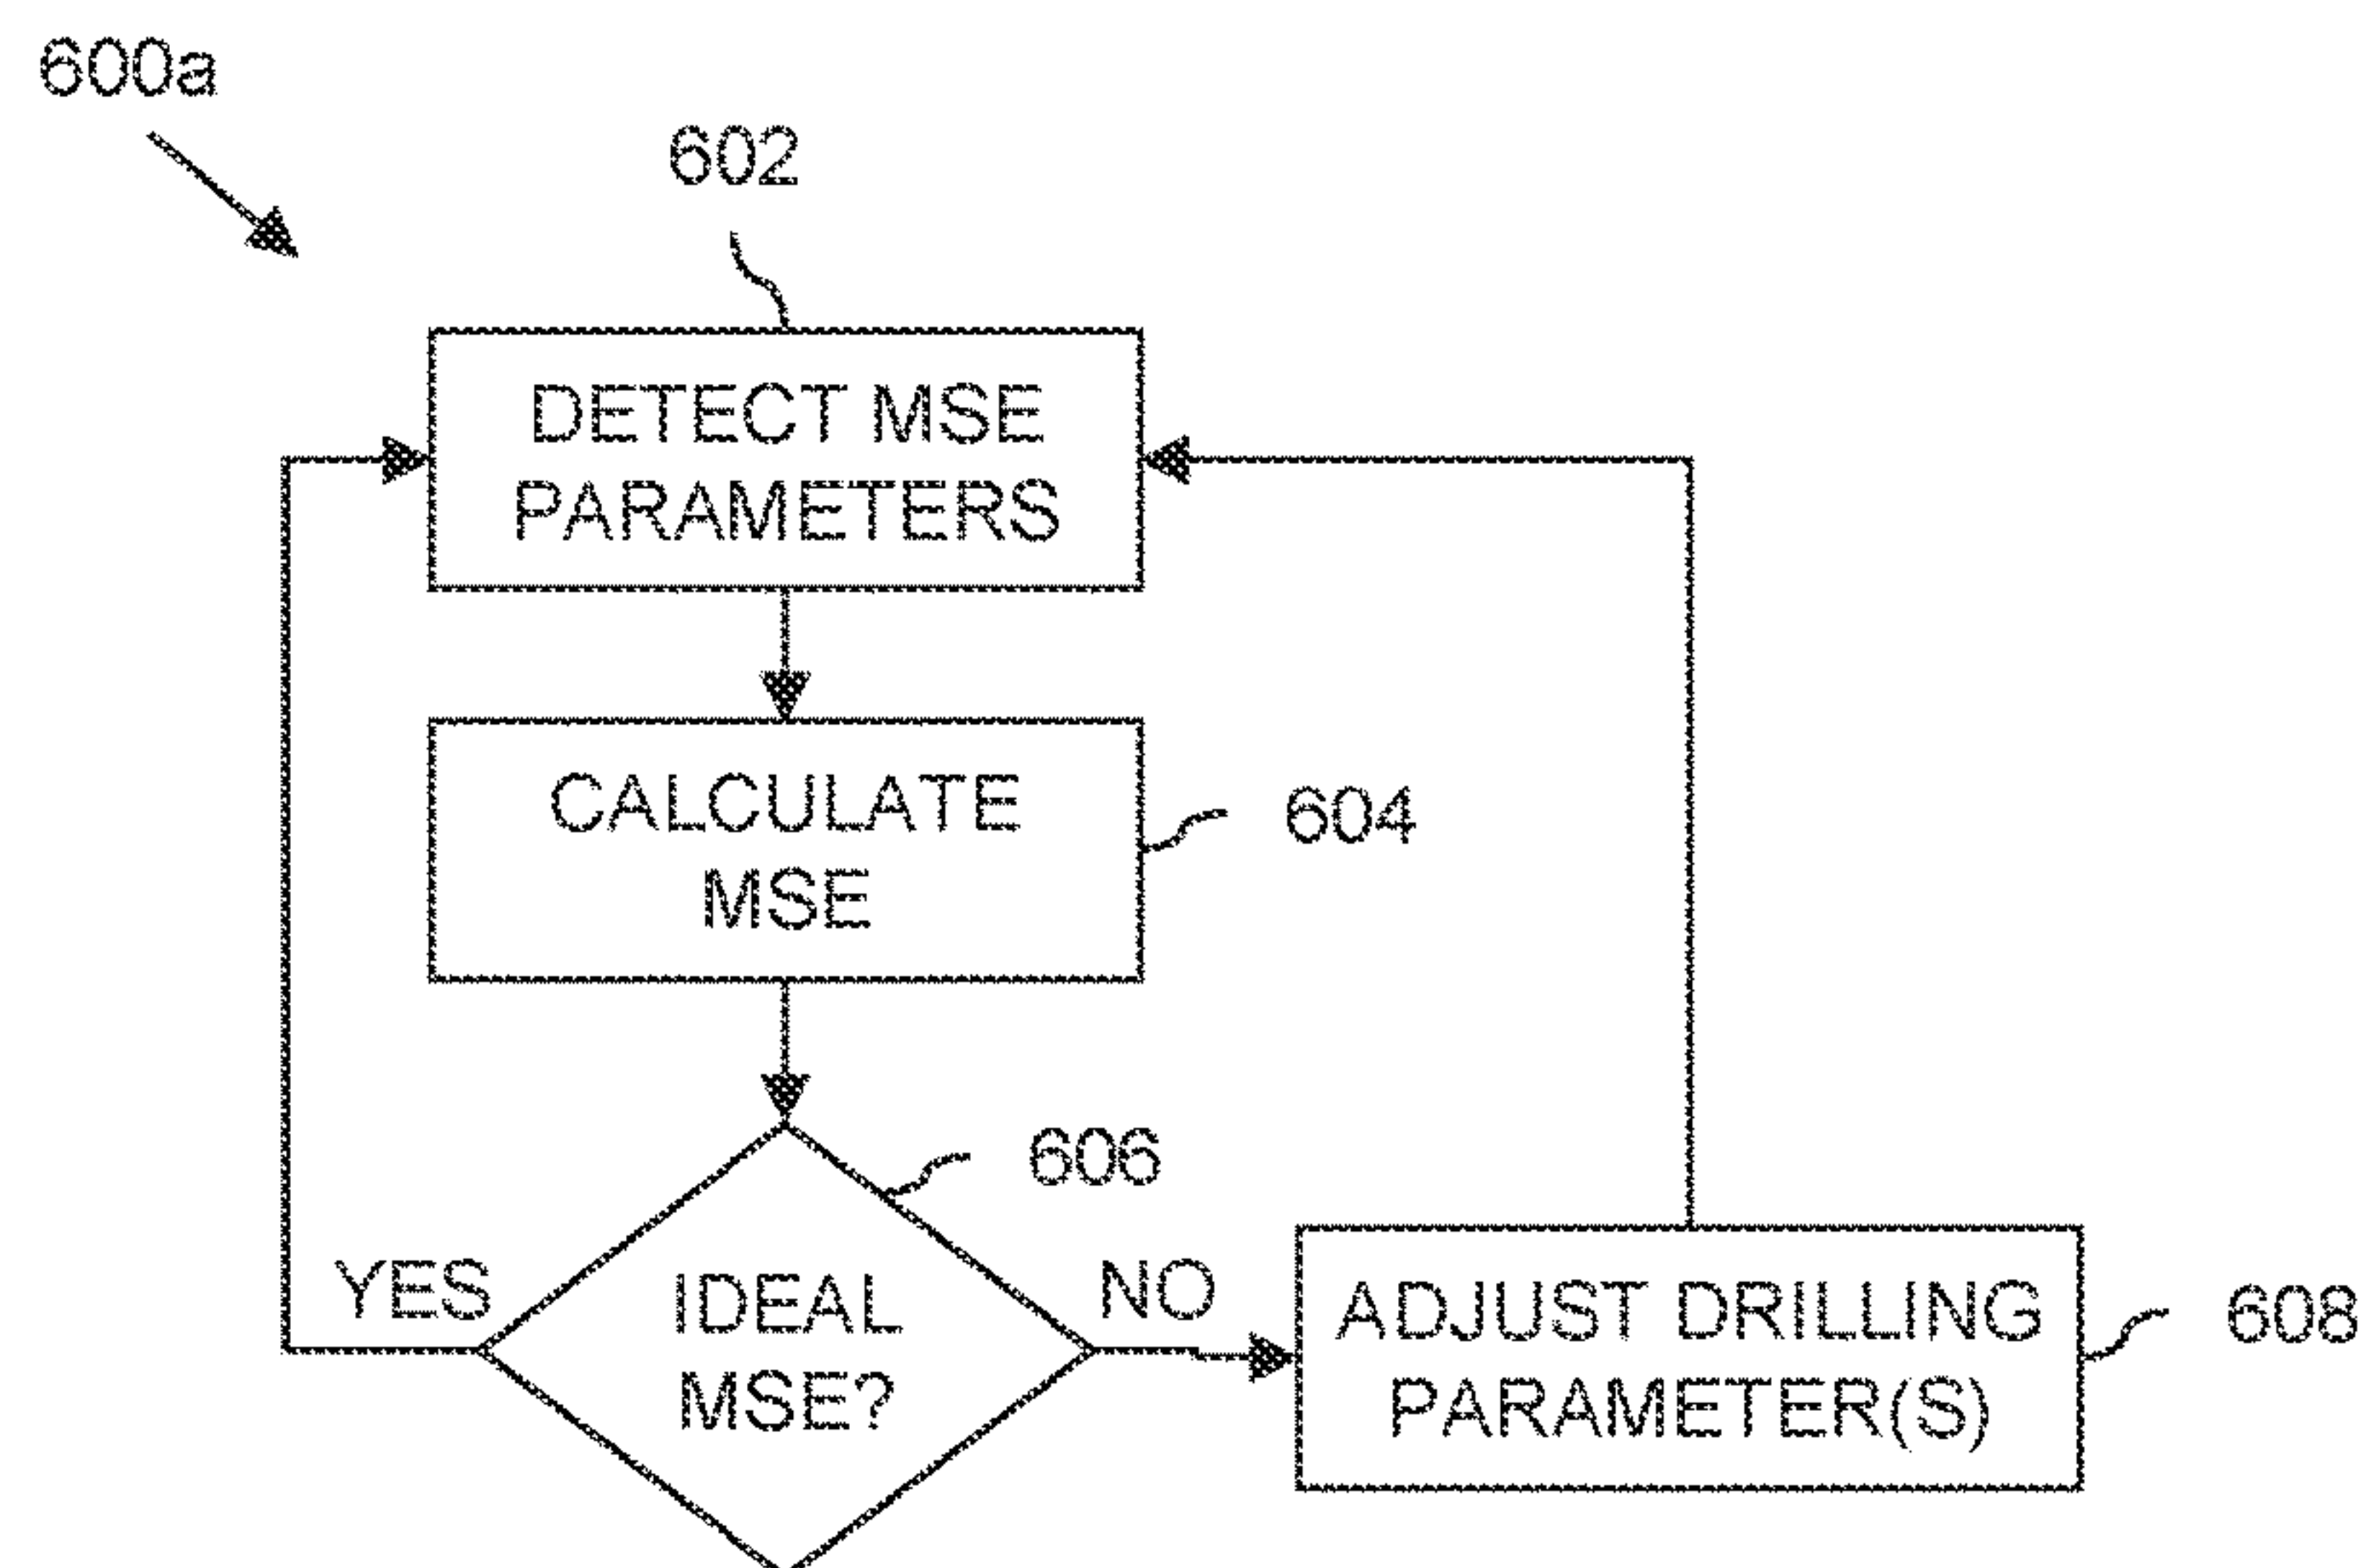 600a
602
DETECT MSE
PARAMETERS
CALCULATE
MSE
604
606
YES
IDEAL
MSE?
NO
ADJUST DRILLING
PARAMETER(S)
608